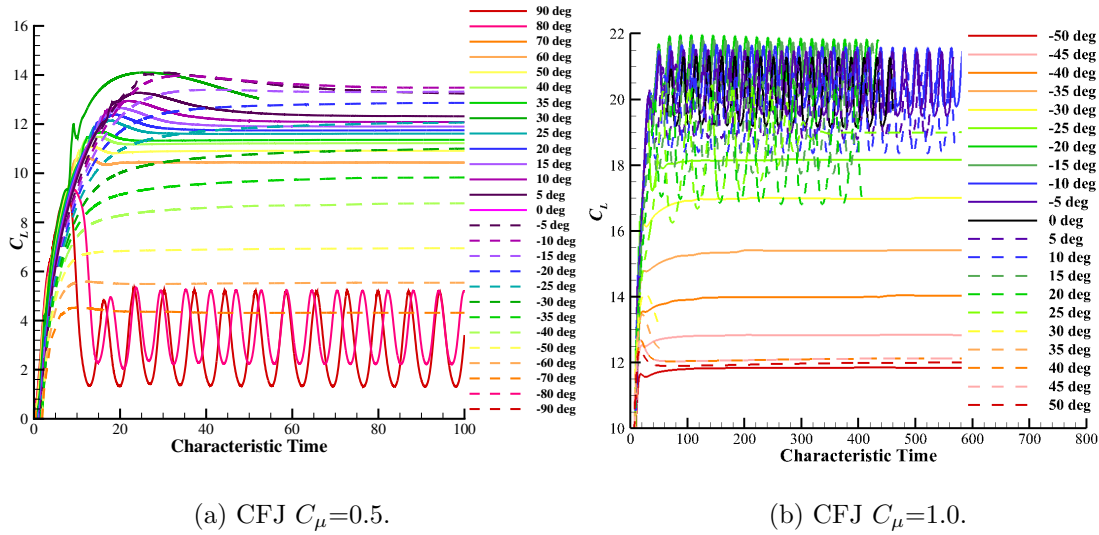 16
14
12
10
8
6
4
2
0
C_L
0
20
40
60
80
100
Characteristic Time
90 deg
80 deg
70 deg
60 deg
50 deg
40 deg
35 deg
30 deg
25 deg
20 deg
15 deg
10 deg
5 deg
0 deg
-5 deg
-10 deg
-15 deg
-20 deg
-25 deg
-30 deg
-35 deg
-40 deg
-50 deg
-60 deg
-70 deg
-80 deg
-90 deg
(a) CFJ C_μ=0.5.
22
20
18
16
14
12
10
C_L
0
100
200
300
400
500
600
700
800
Characteristic Time
-50 deg
-45 deg
-40 deg
-35 deg
-30 deg
-25 deg
-20 deg
-15 deg
-10 deg
-5 deg
0 deg
5 deg
10 deg
15 deg
20 deg
25 deg
30 deg
35 deg
40 deg
45 deg
50 deg
(b) CFJ C_μ=1.0.